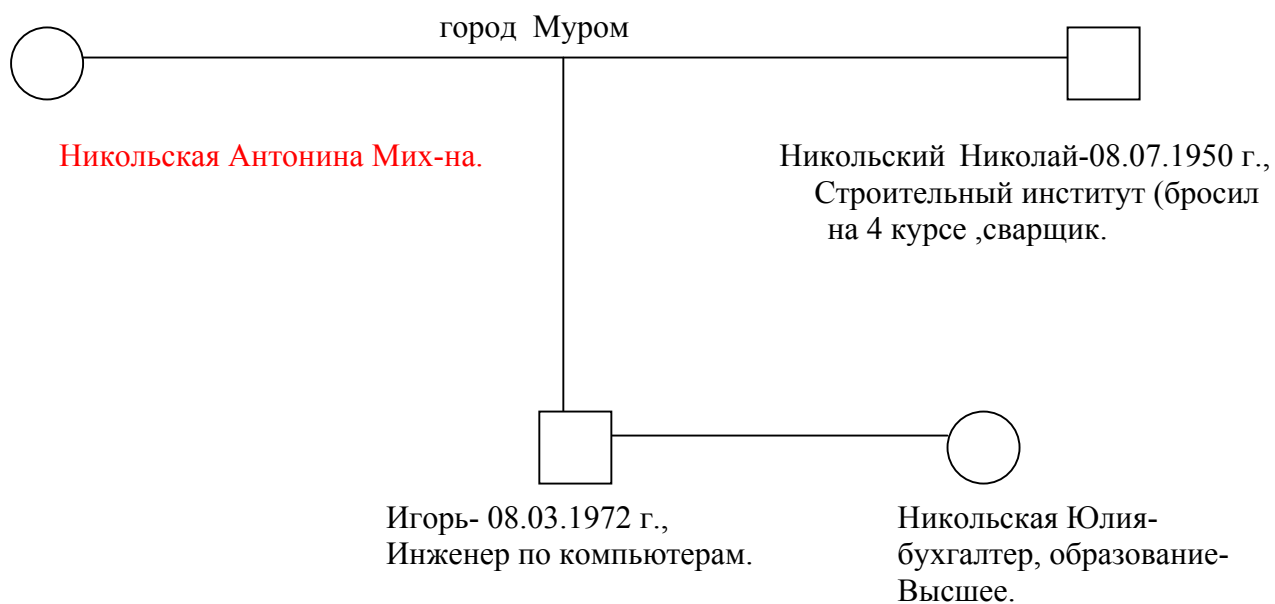 город Муром
Никольская Антонина Мих-на.
Никольский Николай-08.07.1950 г.,
Строительный институт (бросил
на 4 курсе ,сварщик.
Игорь- 08.03.1972 г.,
Инженер по компьютерам.
Никольская Юлия-
бухгалтер, образование-
Высшее.